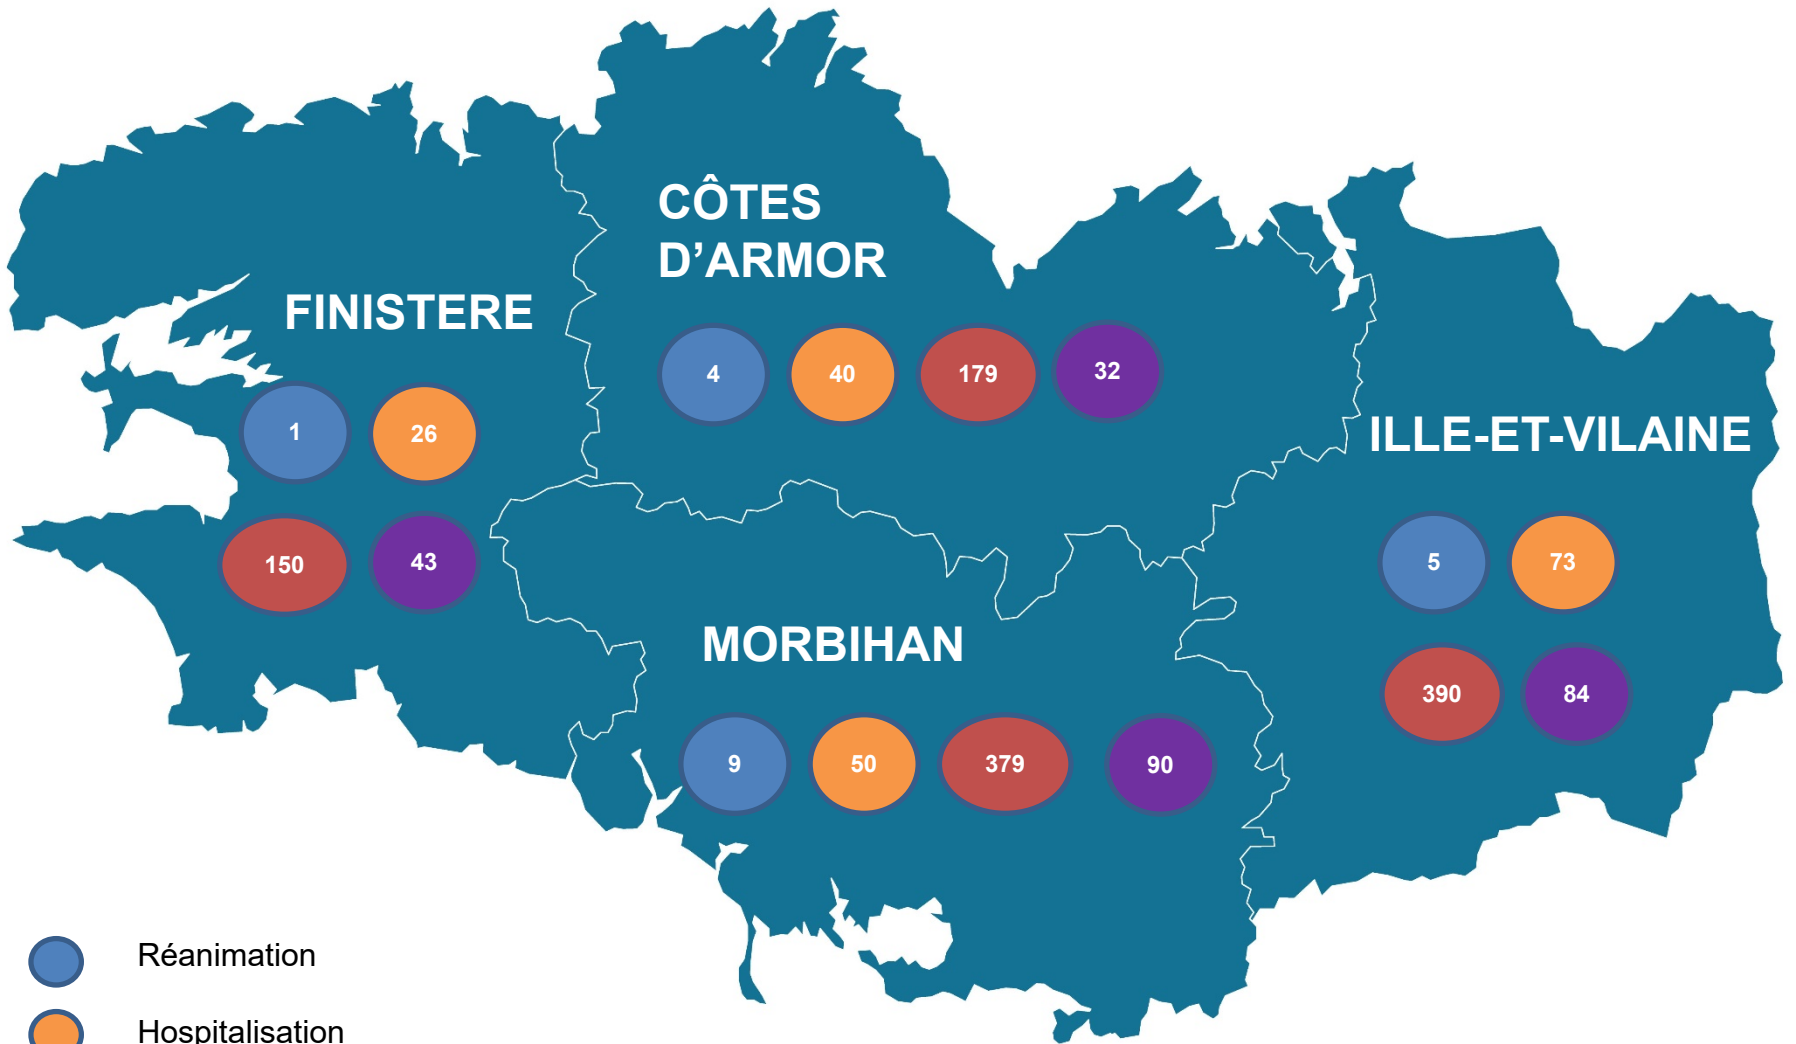 CÔTES
D’ARMOR
4 40 179 32
FINISTERE
1 26
150 43
ILLE-ET-VILAINE
5 73
390 84
MORBIHAN
9 50 379 90
Réanimation
Hospitalisation